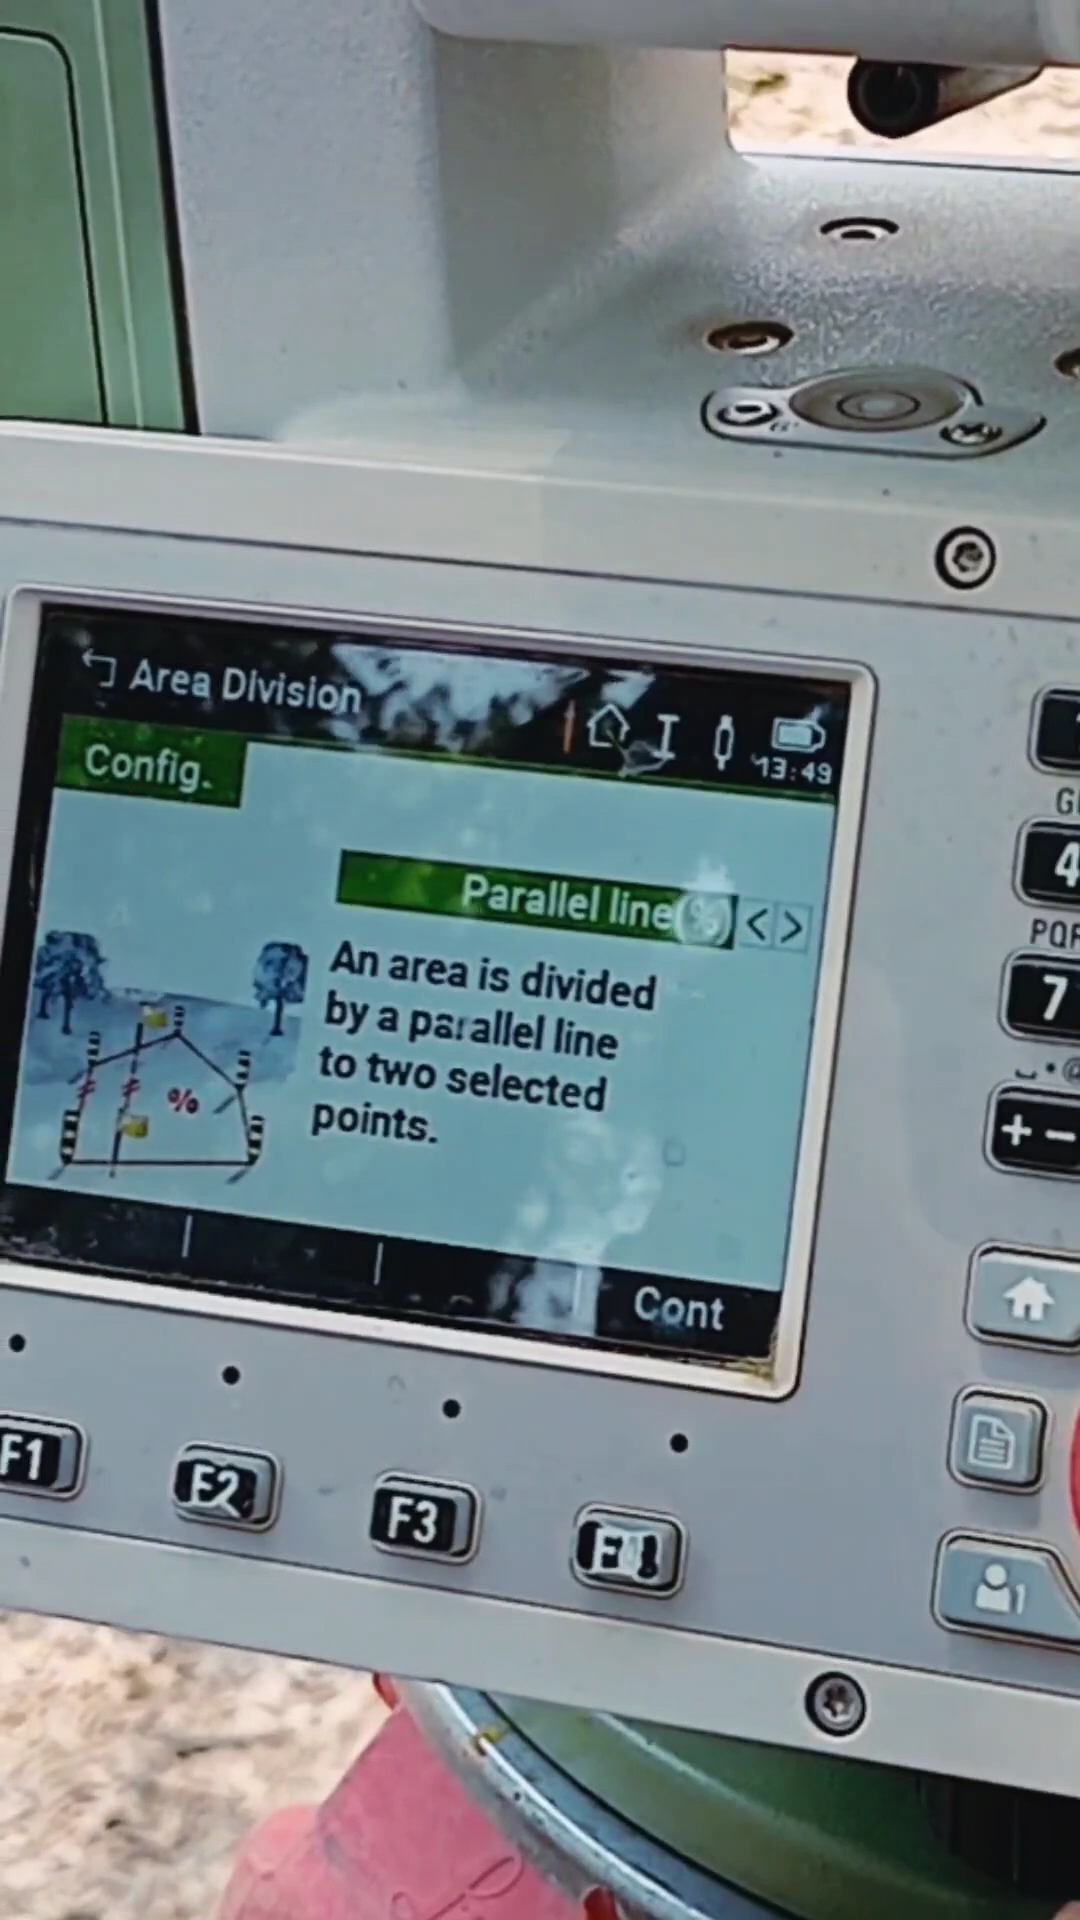 Area Division
13:49
Config.
Parallel line(%)
An area is divided
by a parallel line
to two selected
points.
%
Cont
F1
F2
F3
F4
4
7
+ -